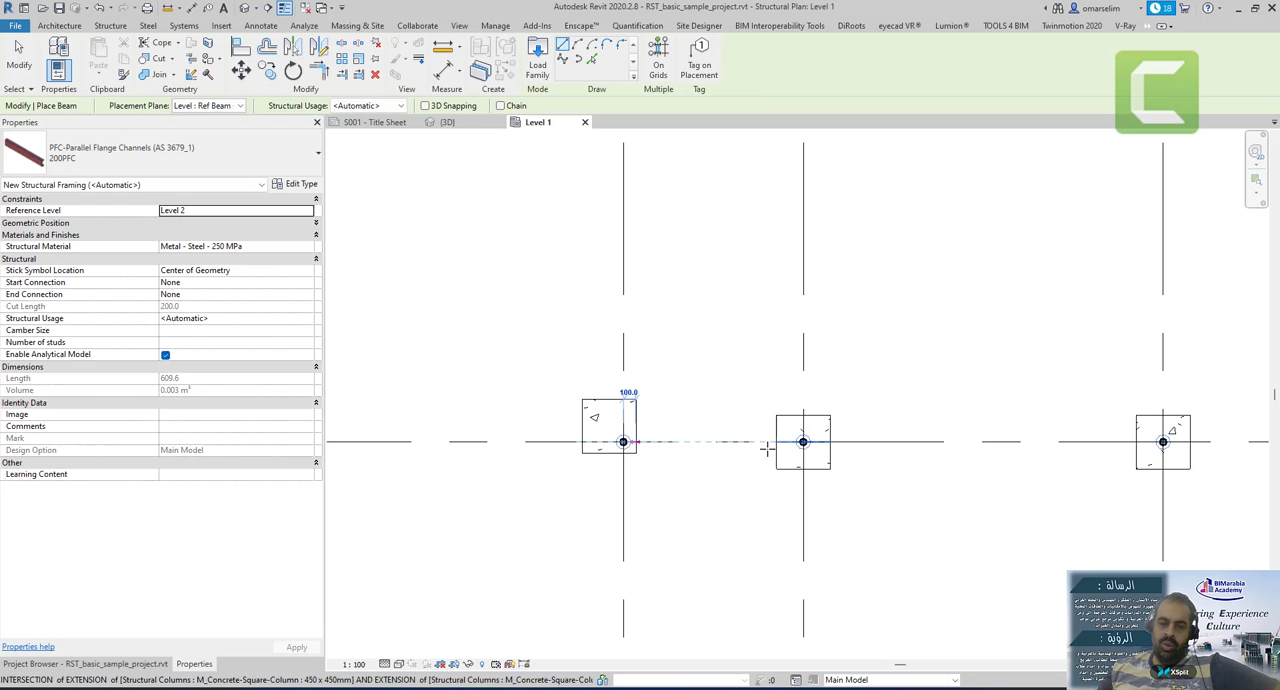 Autodesk Revit 2020.2.8 - RST_basic_sample_project.rvt - Structural Plan: Level 1
omarselim
18
File Architecture Structure Steel Systems Insert Annotate Analyze Massing & Site Collaborate View Manage Add-Ins Enscape™ Quantification Site Designer BIM Interoperability Tools DiRoots eyecad VR® Lumion® TOOLS 4 BIM Twinmotion 2020 V-Ray
Modify
Paste
Cope
Cut
Join
Load
Family
On
Grids
Tag on
Placement
Select Properties Clipboard Geometry Modify View Measure Create Mode Draw Multiple Tag
Modify | Place Beam Placement Plane: Level : Ref Beam Structural Usage: <Automatic> 3D Snapping Chain
Properties
S001 - Title Sheet {3D} Level 1
PFC-Parallel Flange Channels (AS 3679_1)
200PFC
New Structural Framing (<Automatic>) Edit Type
Constraints
Reference Level Level 2
Geometric Position
Materials and Finishes
Structural Material Metal - Steel - 250 MPa
Structural
Stick Symbol Location Center of Geometry
Start Connection None
End Connection None
Cut Length 200.0
Structural Usage <Automatic>
Camber Size
Number of studs
Enable Analytical Model
Dimensions
Length 609.6
Volume 0.003 m³
Identity Data
Image
Comments
Mark
Design Option Main Model
Other
Learning Content
100.0
Properties help Apply
Project Browser - RST_basic_sample_project.rvt Properties
1 : 100
INTERSECTION OF EXTENSION OF [Structural Columns : M_Concrete-Square-Column : 450 x 450mm] AND EXTENSION OF [Structural Columns : M_Concrete-Square-Col
:0
Main Model
الرسالة :
الرؤية :
BIMarabia
Academy
ring Experience
Culture
XSplit